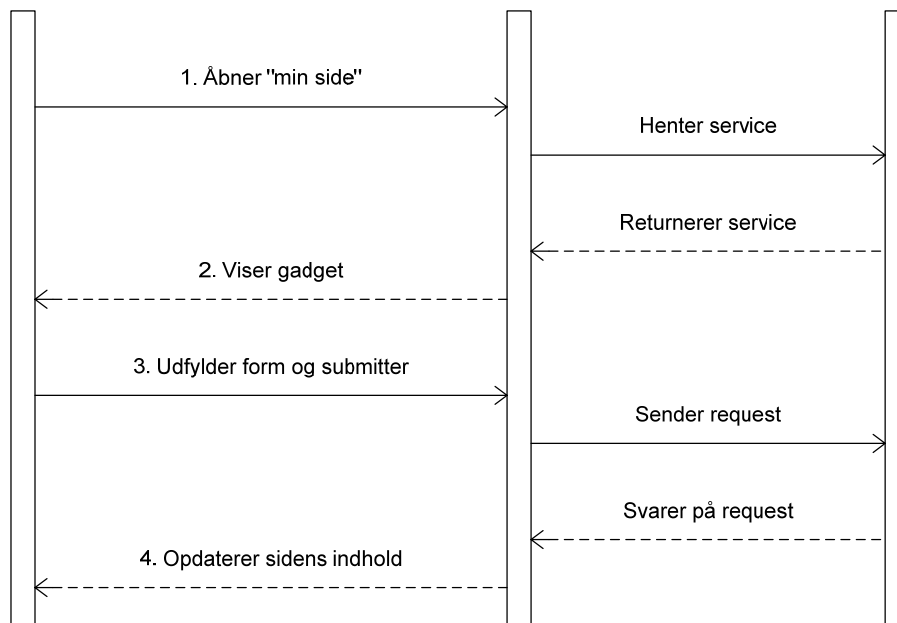 1. Åbner "min side"
Henter service
Returnerer service
2. Viser gadget
3. Udfylder form og submitter
Sender request
Svarer på request
4. Opdaterer sidens indhold